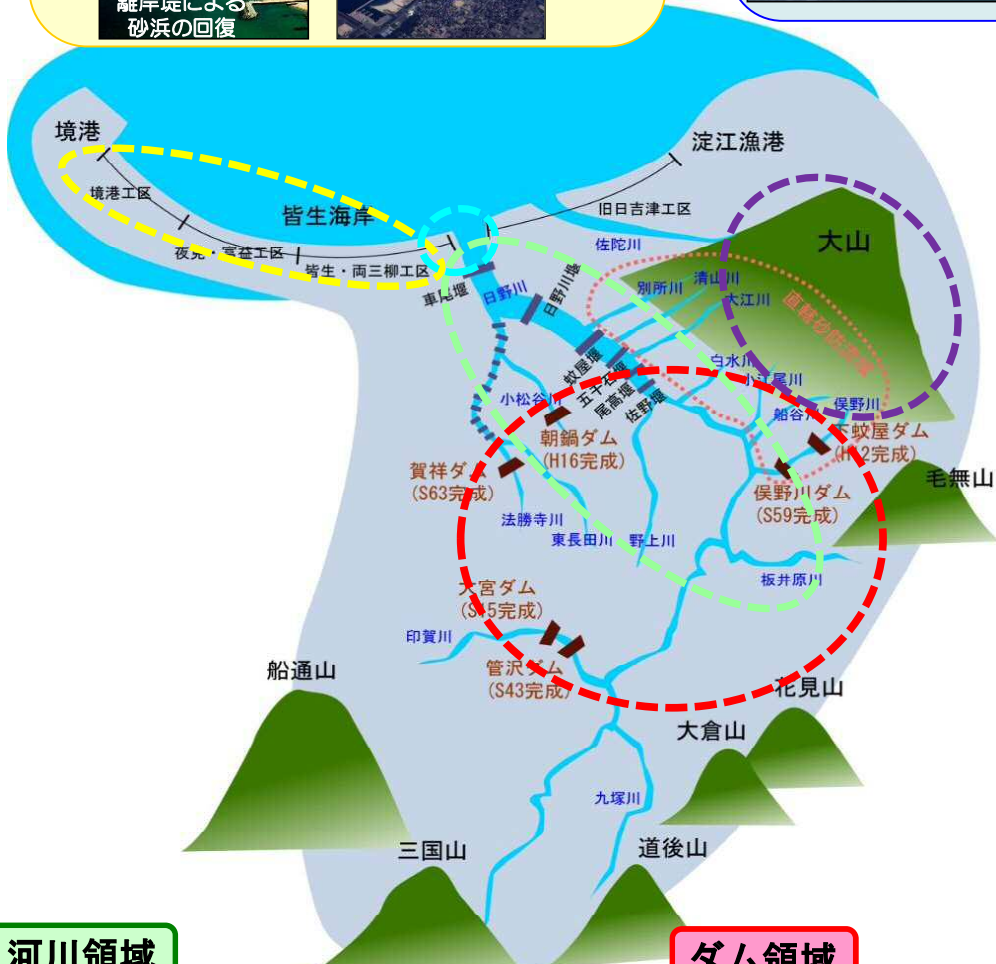 離岸堤による
砂浜の回復
境港
淀江漁港
境港工区
皆生海岸
旧日吉津工区
大山
佐陀川
夜見・富益工区
皆生・両三柳工区
清山川
別所川
車尾堰
日野川
日野川堰
大江川
直轄砂防流域
白水川
蚊屋堰
五千石堰
尾高堰
佐野堰
小江尾川
小松谷川
船谷川
俣野川
朝鍋ダム
(H16完成)
下蚊屋ダム
(H12完成)
賀祥ダム
(S63完成)
毛無山
俣野川ダム
(S59完成)
法勝寺川
東長田川
野上川
板井原川
大宮ダム
(S15完成)
印賀川
管沢ダム
(S43完成)
船通山
花見山
大倉山
九塚川
三国山
道後山
河川領域
ダム領域